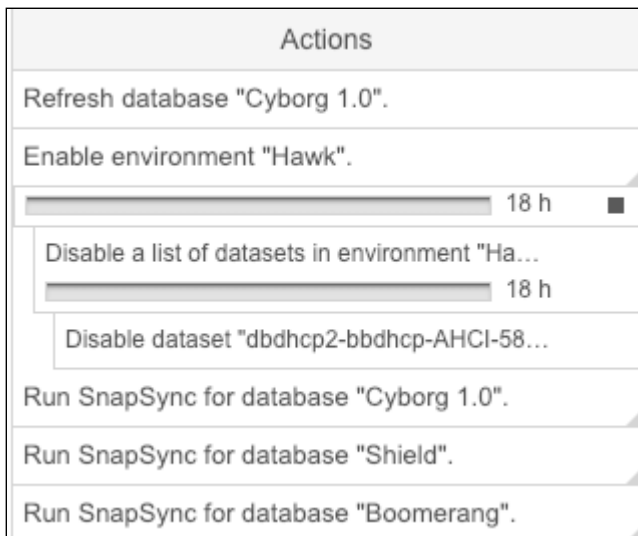 Actions
Refresh database "Cyborg 1.0".
Enable environment "Hawk".
18 h
Disable a list of datasets in environment "Ha...
18 h
Disable dataset "dbdhcp2-bbdhcp-AHCI-58...
Run SnapSync for database "Cyborg 1.0".
Run SnapSync for database "Shield".
Run SnapSync for database "Boomerang".